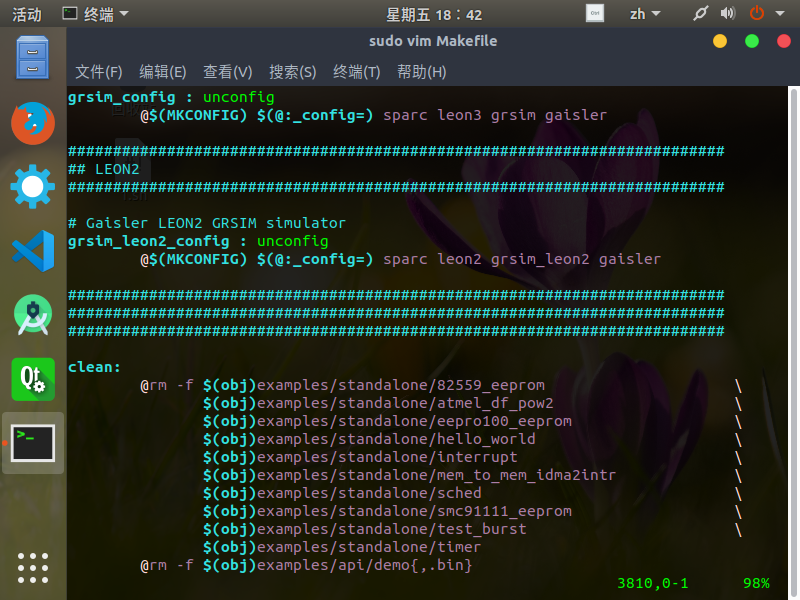 活动 终端 星期五 18：42 zh
sudo vim Makefile
文件(F) 编辑(E) 查看(V) 搜索(S) 终端(T) 帮助(H)
grsim_config : unconfig
@$(MKCONFIG) $(@:_config=) sparc leon3 grsim gaisler
#########################################################################
## LEON2
#########################################################################
# Gaisler LEON2 GRSIM simulator
grsim_leon2_config : unconfig
@$(MKCONFIG) $(@:_config=) sparc leon2 grsim_leon2 gaisler
#########################################################################
#########################################################################
#########################################################################
clean:
@rm -f $(obj)examples/standalone/82559_eeprom \
$(obj)examples/standalone/atmel_df_pow2 \
$(obj)examples/standalone/eepro100_eeprom \
$(obj)examples/standalone/hello_world \
$(obj)examples/standalone/interrupt \
$(obj)examples/standalone/mem_to_mem_idma2intr \
$(obj)examples/standalone/sched \
$(obj)examples/standalone/smc91111_eeprom \
$(obj)examples/standalone/test_burst \
$(obj)examples/standalone/timer
@rm -f $(obj)examples/api/demo{,.bin}
3810,0-1 98%
Qt
>_